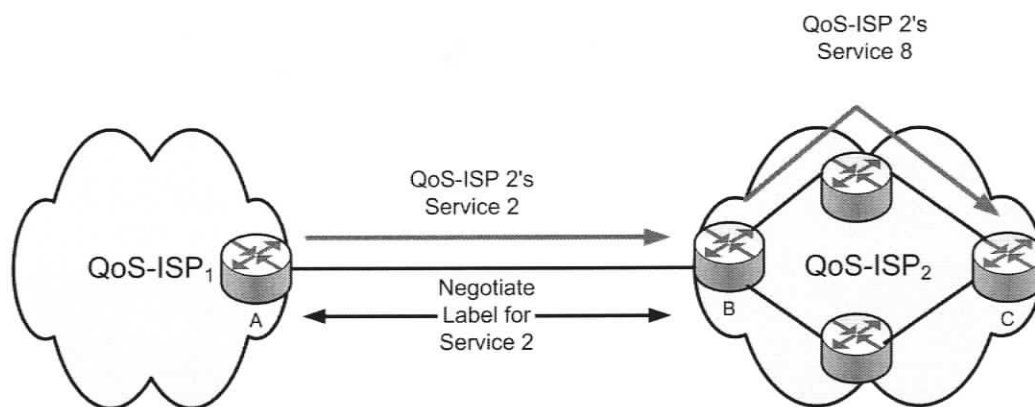 QoS-ISP 2's
Service 8
QoS-ISP 2's
Service 2
QoS-ISP1
A
Negotiate
Label for
Service 2
B
QoS-ISP2
C